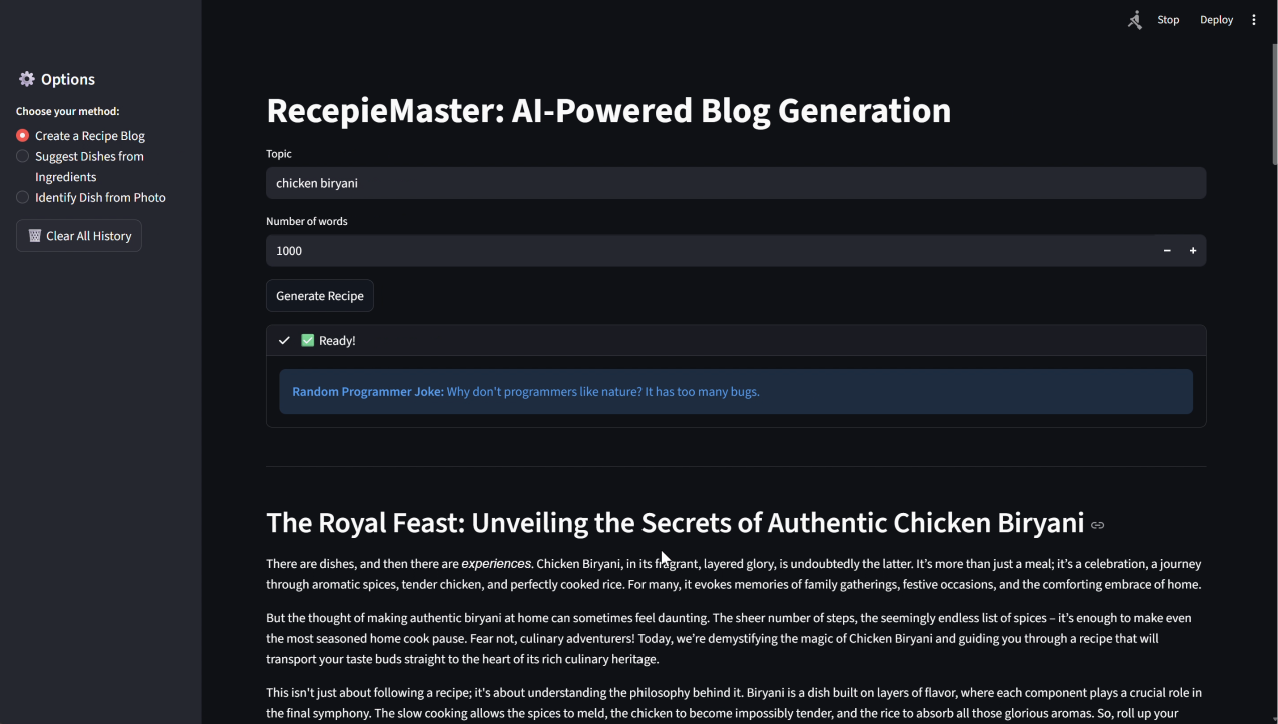 Stop
Deploy
Options
Choose your method:
Create a Recipe Blog
Suggest Dishes from
Ingredients
Identify Dish from Photo
Clear All History
RecepieMaster: AI-Powered Blog Generation
Topic
chicken biryani
Number of words
1000
Generate Recipe
Ready!
Random Programmer Joke: Why don't programmers like nature? It has too many bugs.
The Royal Feast: Unveiling the Secrets of Authentic Chicken Biryani
There are dishes, and then there are experiences. Chicken Biryani, in its fragrant, layered glory, is undoubtedly the latter. It’s more than just a meal; it’s a celebration, a journey
through aromatic spices, tender chicken, and perfectly cooked rice. For many, it evokes memories of family gatherings, festive occasions, and the comforting embrace of home.
But the thought of making authentic biryani at home can sometimes feel daunting. The sheer number of steps, the seemingly endless list of spices – it’s enough to make even
the most seasoned home cook pause. Fear not, culinary adventurers! Today, we’re demystifying the magic of Chicken Biryani and guiding you through a recipe that will
transport your taste buds straight to the heart of its rich culinary heritage.
This isn't just about following a recipe; it's about understanding the philosophy behind it. Biryani is a dish built on layers of flavor, where each component plays a crucial role in
the final symphony. The slow cooking allows the spices to meld, the chicken to become impossibly tender, and the rice to absorb all those glorious aromas. So, roll up your